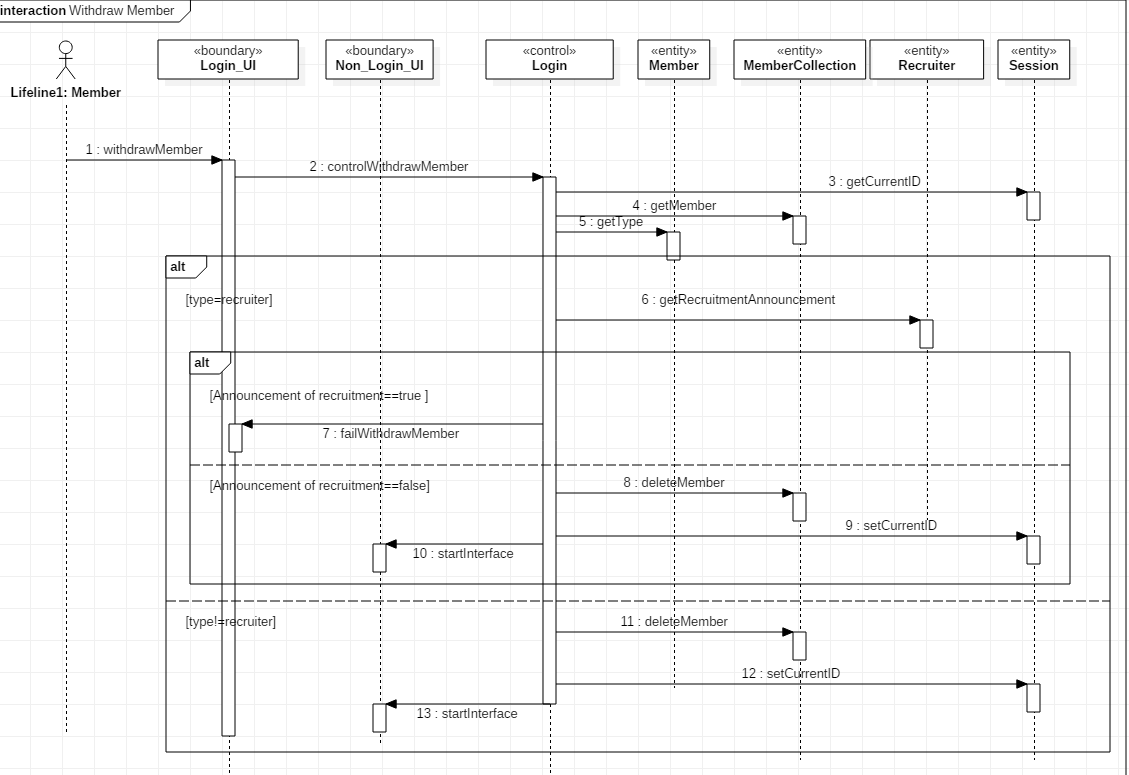 interaction Withdraw Member
Lifeline1: Member
«boundary»
Login_UI
«boundary»
Non_Login_UI
«control»
Login
«entity»
Member
«entity»
MemberCollection
«entity»
Recruiter
«entity»
Session
1 : withdrawMember
2 : controlWithdrawMember
3 : getCurrentID
4 : getMember
5 : getType
alt
[type=recruiter]
6 : getRecruitmentAnnouncement
alt
[Announcement of recruitment==true ]
7 : failWithdrawMember
[Announcement of recruitment==false]
8 : deleteMember
9 : setCurrentID
10 : startInterface
[type!=recruiter]
11 : deleteMember
12 : setCurrentID
13 : startInterface